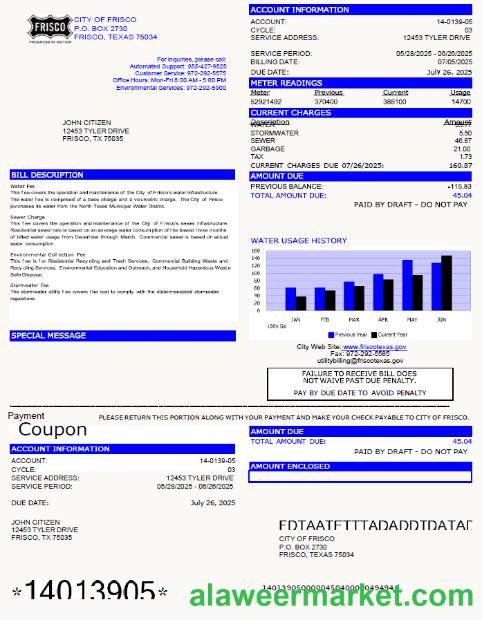 FRISCO
CITY OF FRISCO
P.O. BOX 2730
FRISCO, TEXAS 75034
For inquiries, please call:
Automated Support: 855-427-9525
Customer Service: 972-292-5575
Office Hours: Mon-Fri 8:00 AM - 5:00 PM
Environmental Services: 972-292-5900
JOHN CITIZEN
12453 TYLER DRIVE
FRISCO, TX 75035
ACCOUNT INFORMATION
ACCOUNT: 14-0139-05
CYCLE: 03
SERVICE ADDRESS: 12453 TYLER DRIVE
SERVICE PERIOD: 05/28/2025 - 06/26/2025
BILLING DATE: 07/05/2025
DUE DATE: July 26, 2025
METER READINGS
Meter Previous Current Usage
52921492 370400 385100 14700
CURRENT CHARGES
Description Amount
WATER
STORMWATER 5.50
SEWER 46.87
GARBAGE 21.00
TAX 1.73
CURRENT CHARGES DUE 07/26/2025: 160.87
AMOUNT DUE
PREVIOUS BALANCE: -115.83
TOTAL AMOUNT DUE: 45.04
PAID BY DRAFT - DO NOT PAY
BILL DESCRIPTION
Water Fee
This fee covers the operation and maintenance of the City of Frisco's water infrastructure.
The water fee is comprised of a base charge and a volumetric charge. The City of Frisco
purchases its water from the North Texas Municipal Water District.
Sewer Charge
This fee covers the operation and maintenance of the City of Frisco's sewer infrastructure.
Residential sewer rate is based on an average water consumption of the lowest three months
of billed water usage from December through March. Commercial sewer is based on actual
water consumption.
Environmental Collection Fee
This fee is for Residential Recycling and Trash Services, Commercial Building Waste and
Recycling Services, Environmental Education and Outreach, and Household Hazardous Waste
Safe Disposal.
Stormwater Fee
The stormwater utility fee covers the cost to comply with the state-mandated stormwater
regulations.
SPECIAL MESSAGE
WATER USAGE HISTORY
160
140
120
100
80
60
40
20
0
JAN FEB MAR APR MAY JUN
100's Gal
Previous Year Current Year
City Web Site: www.friscotexas.gov
Fax: 972-292-5585
utilitybilling@friscotexas.gov
FAILURE TO RECEIVE BILL DOES
NOT WAIVE PAST DUE PENALTY.
PAY BY DUE DATE TO AVOID PENALTY
Payment
Coupon
PLEASE RETURN THIS PORTION ALONG WITH YOUR PAYMENT AND MAKE YOUR CHECK PAYABLE TO CITY OF FRISCO.
ACCOUNT INFORMATION
ACCOUNT: 14-0139-05
CYCLE: 03
SERVICE ADDRESS: 12453 TYLER DRIVE
SERVICE PERIOD: 05/28/2025 - 06/26/2025
DUE DATE: July 26, 2025
AMOUNT DUE
TOTAL AMOUNT DUE: 45.04
PAID BY DRAFT - DO NOT PAY
AMOUNT ENCLOSED
JOHN CITIZEN
12453 TYLER DRIVE
FRISCO, TX 75035
FDTAATFTTTADADDTDATAT
CITY OF FRISCO
P.O. BOX 2730
FRISCO, TEXAS 75034
*14013905*
alaweermarket.com